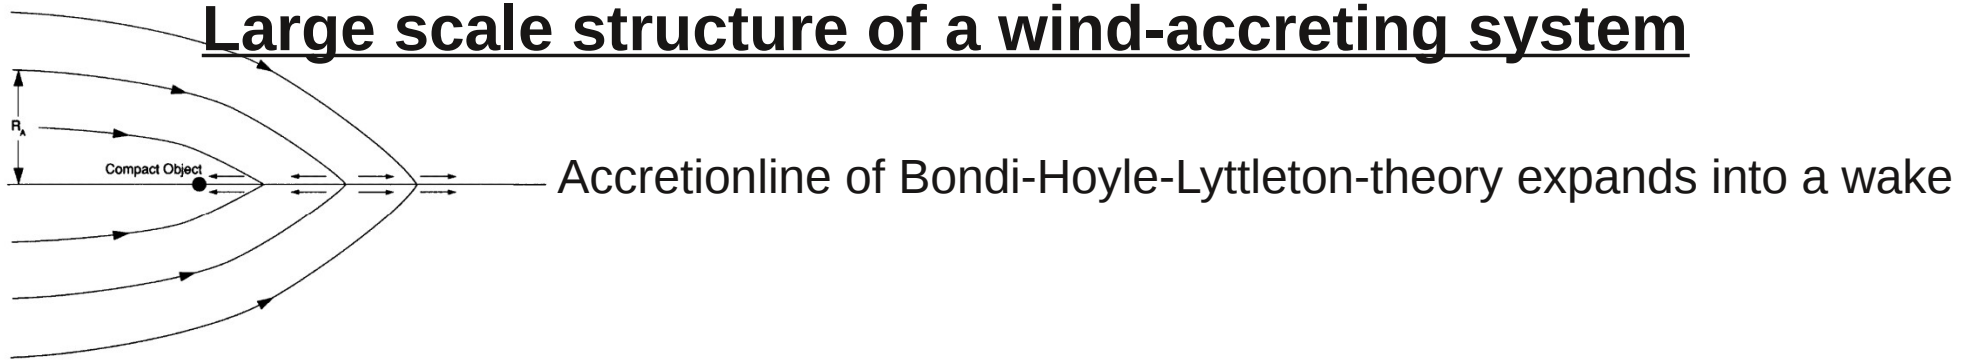 Large scale structure of a wind-accreting system
R_A
Compact Object
Accretionline of Bondi-Hoyle-Lyttleton-theory expands into a wake